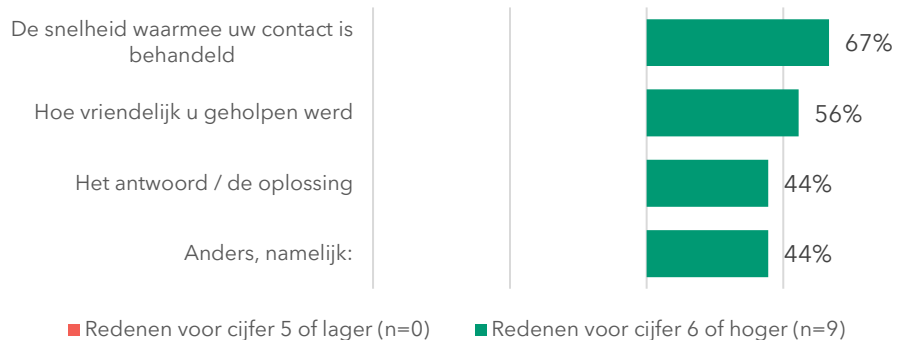 De snelheid waarmee uw contact is
behandeld
67%
Hoe vriendelijk u geholpen werd
56%
Het antwoord / de oplossing
44%
Anders, namelijk:
44%
Redenen voor cijfer 5 of lager (n=0)
Redenen voor cijfer 6 of hoger (n=9)